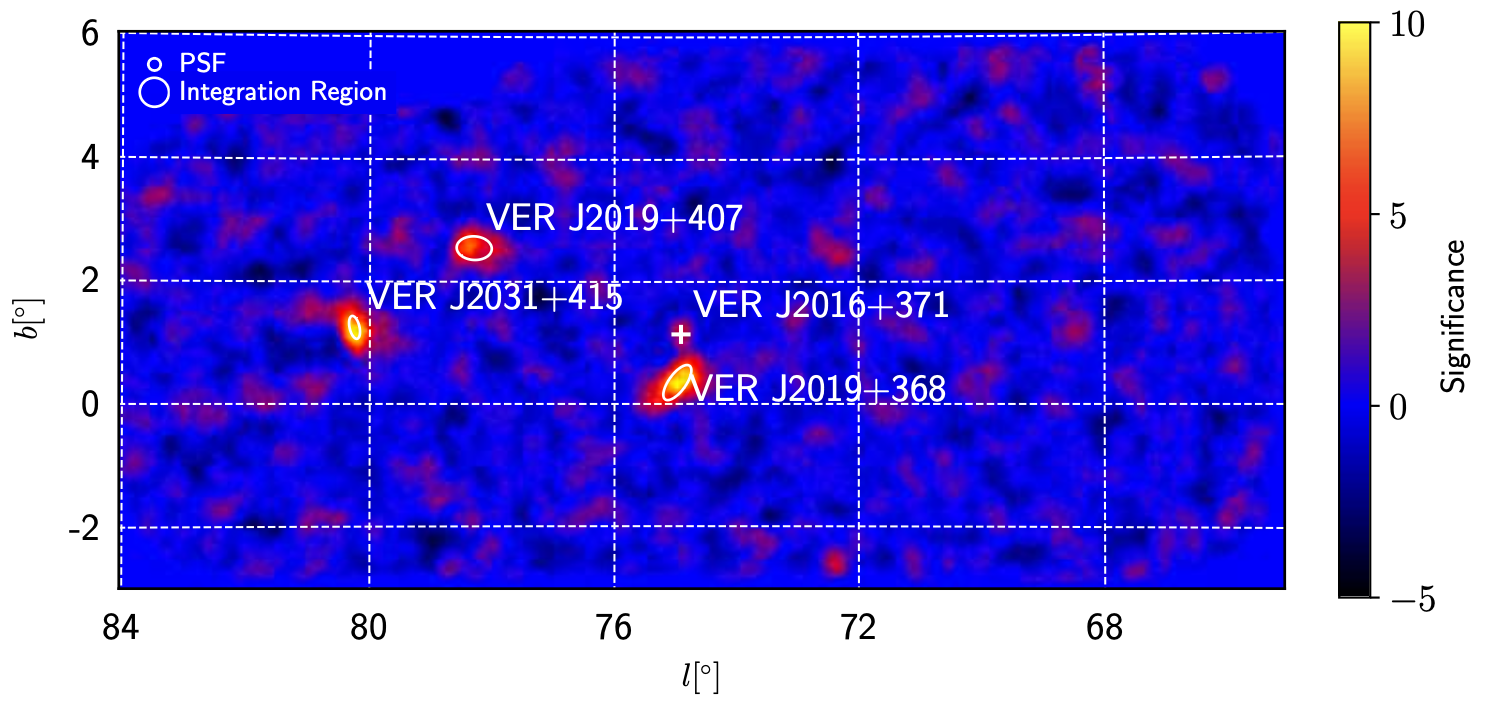 6
PSF
Integration Region
4
VER J2019+407
2
VER J2031+415
VER J2016+371
VER J2019+368
0
-2
84
80
76
72
68
l[°]
b[°]
10
5
0
−5
Significance